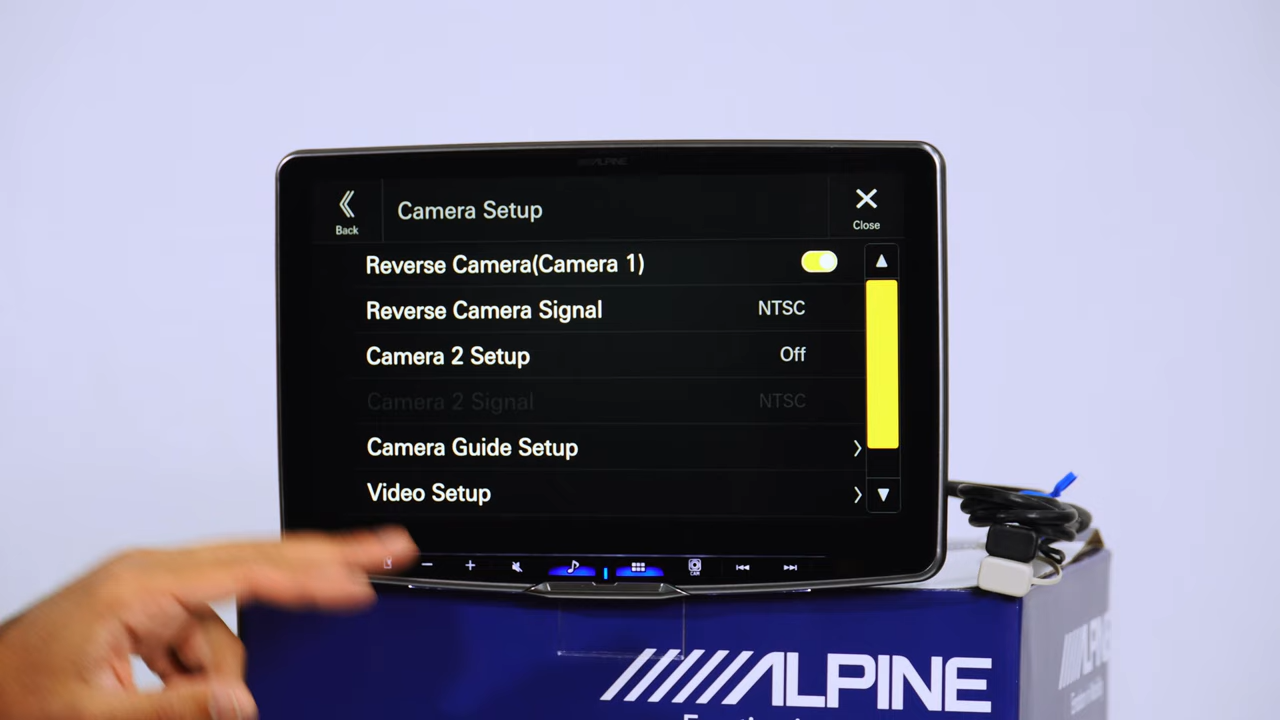 ALPINE
Back
Camera Setup
Close
Reverse Camera(Camera 1)
Reverse Camera Signal NTSC
Camera 2 Setup Off
Camera 2 Signal NTSC
Camera Guide Setup
Video Setup
CAM
ALPINE